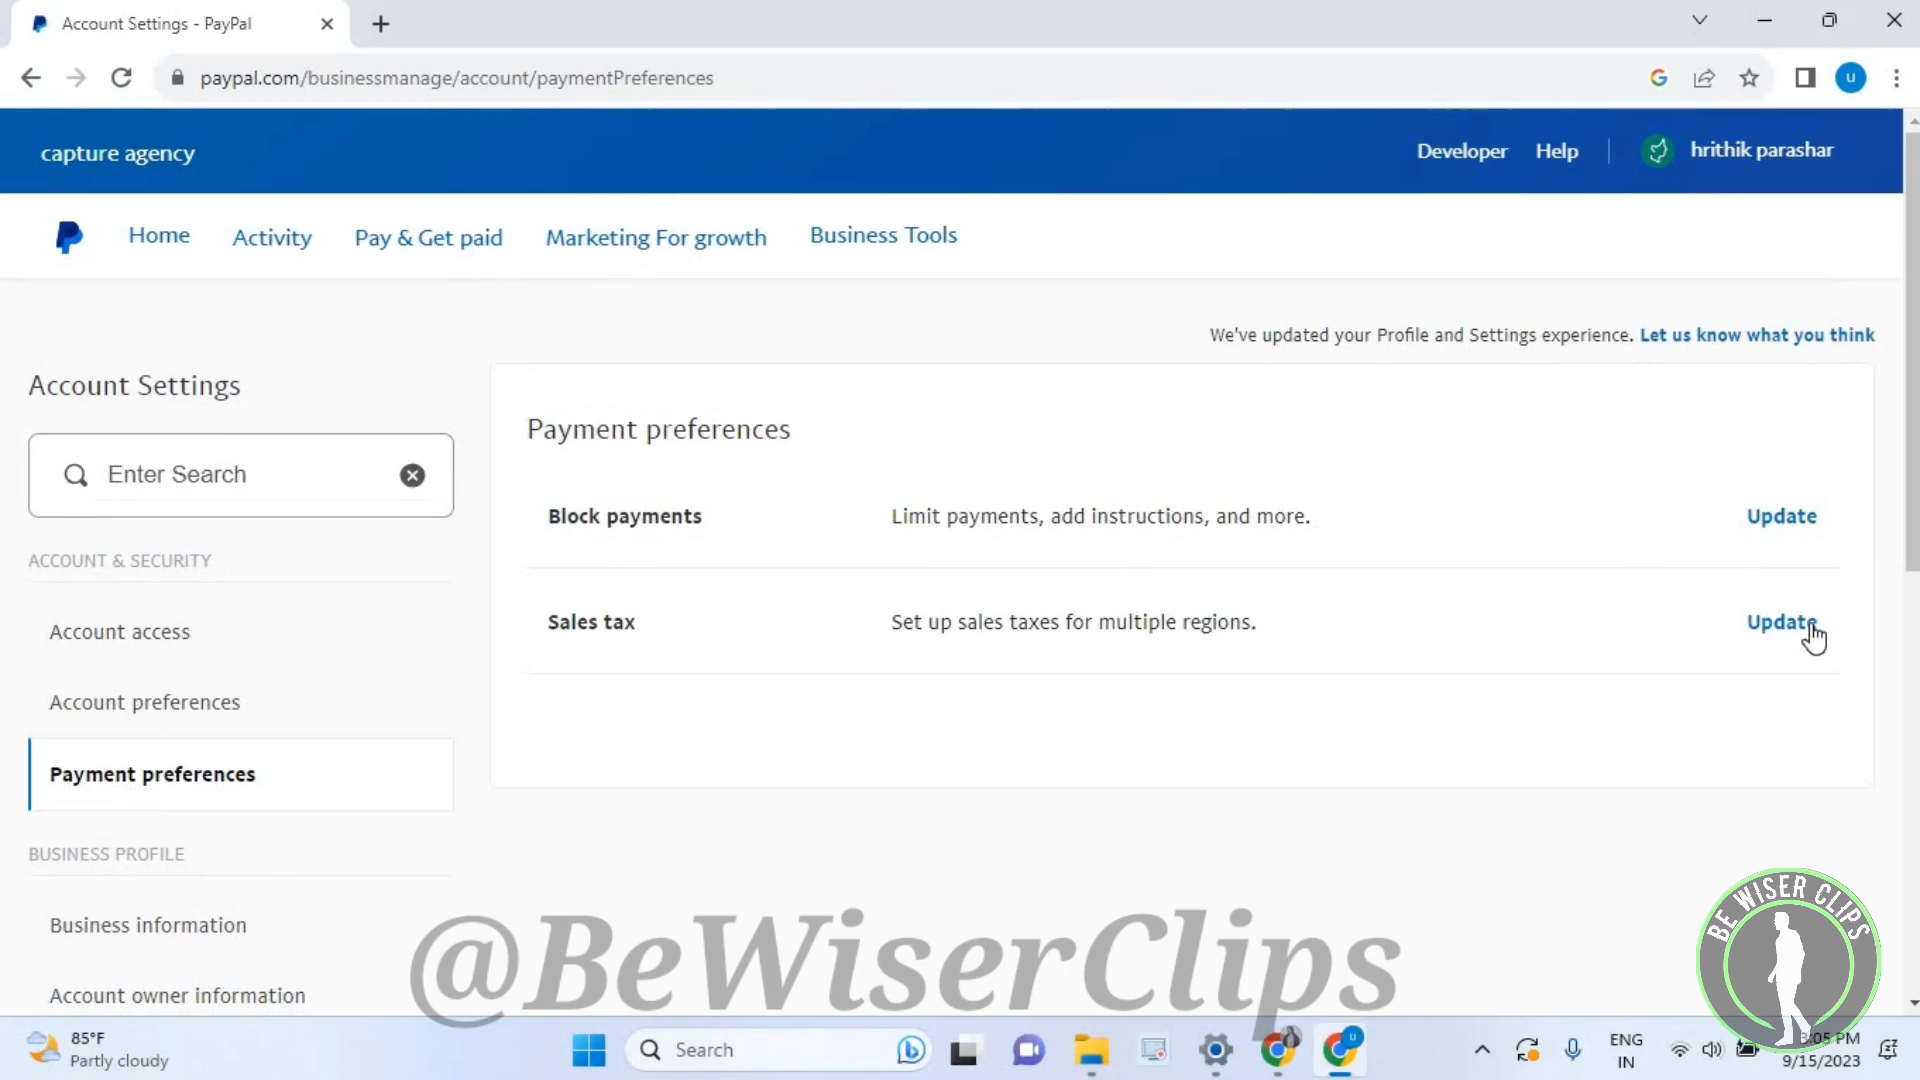 Account Settings - PayPal
paypal.com/businessmanage/account/paymentPreferences
U
capture agency
Developer Help hrithik parashar
Home Activity Pay & Get paid Marketing For growth Business Tools
We've updated your Profile and Settings experience. Let us know what you think
Account Settings
Enter Search
ACCOUNT & SECURITY
Account access
Account preferences
Payment preferences
BUSINESS PROFILE
Business information
Account owner information
Payment preferences
Block payments Limit payments, add instructions, and more. Update
Sales tax Set up sales taxes for multiple regions. Update
@BeWiserClips
BE WISER CLIPS
85°F
Partly cloudy
Search
ENG
IN
3:05 PM
9/15/2023